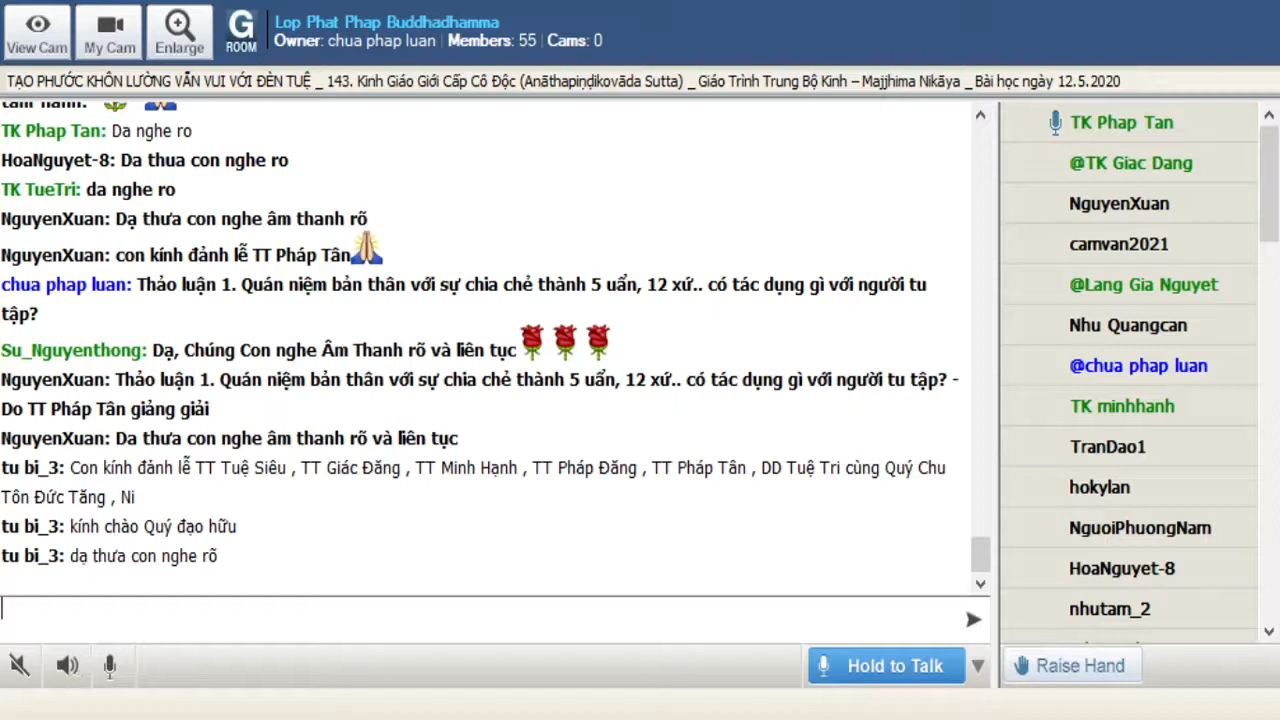 View Cam
My Cam
Enlarge
G
ROOM
Lop Phat Phap Buddhadhamma
Owner: chua phap luan | Members: 55 | Cams: 0
TẠO PHƯỚC KHÔN LƯỜNG VẪN VUI VỚI ĐÈN TUỆ _ 143. Kinh Giáo Giới Cấp Cô Độc (Anāthapiṇḍikovāda Sutta) _ Giáo Trình Trung Bộ Kinh – Majjhima Nikāya _ Bài học ngày 12.5.2020
TK Phap Tan: Da nghe ro
HoaNguyet-8: Da thua con nghe ro
TK TueTri: da nghe ro
NguyenXuan: Dạ thưa con nghe âm thanh rõ
NguyenXuan: con kính đảnh lễ TT Pháp Tân
chua phap luan: Thảo luận 1. Quán niệm bản thân với sự chia chẻ thành 5 uẩn, 12 xứ.. có tác dụng gì với người tu
tập?
Su_Nguyenthong: Dạ, Chúng Con nghe Âm Thanh rõ và liên tục
NguyenXuan: Thảo luận 1. Quán niệm bản thân với sự chia chẻ thành 5 uẩn, 12 xứ.. có tác dụng gì với người tu tập? -
Do TT Pháp Tân giảng giải
NguyenXuan: Da thưa con nghe âm thanh rõ và liên tục
tu bi_3: Con kính đảnh lễ TT Tuệ Siêu , TT Giác Đăng , TT Minh Hạnh , TT Pháp Đăng , TT Pháp Tân , DD Tuệ Tri cùng Quý Chu
Tôn Đức Tăng , Ni
tu bi_3: kính chào Quý đạo hữu
tu bi_3: dạ thưa con nghe rõ
Hold to Talk
TK Phap Tan
@TK Giac Dang
NguyenXuan
camvan2021
@Lang Gia Nguyet
Nhu Quangcan
@chua phap luan
TK minhhanh
TranDao1
hokylan
NguoiPhuongNam
HoaNguyet-8
nhutam_2
Raise Hand